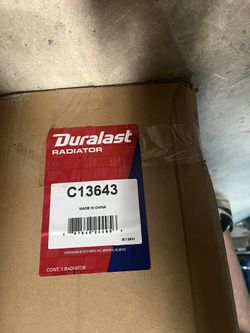 Duralast
RADIATOR
C13643
MADE IN CHINA
CONT. 1 RADIATOR